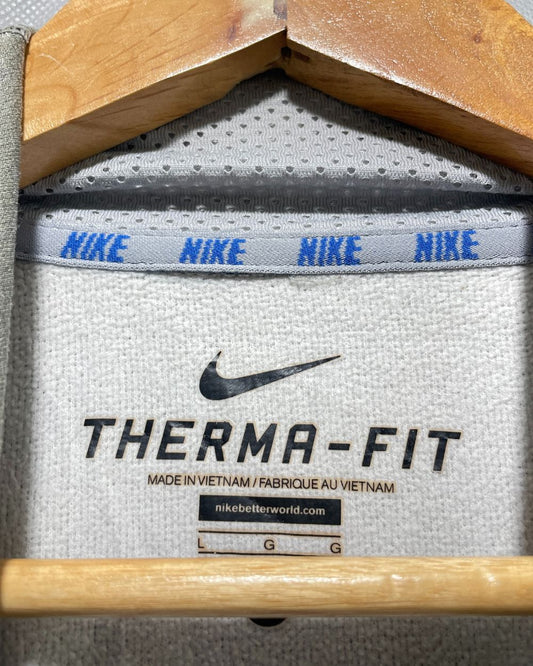 NIKE NIKE NIKE NIKE
THERMA-FIT
MADE IN VIETNAM / FABRIQUE AU VIETNAM
nikebetterworld.com
L G G